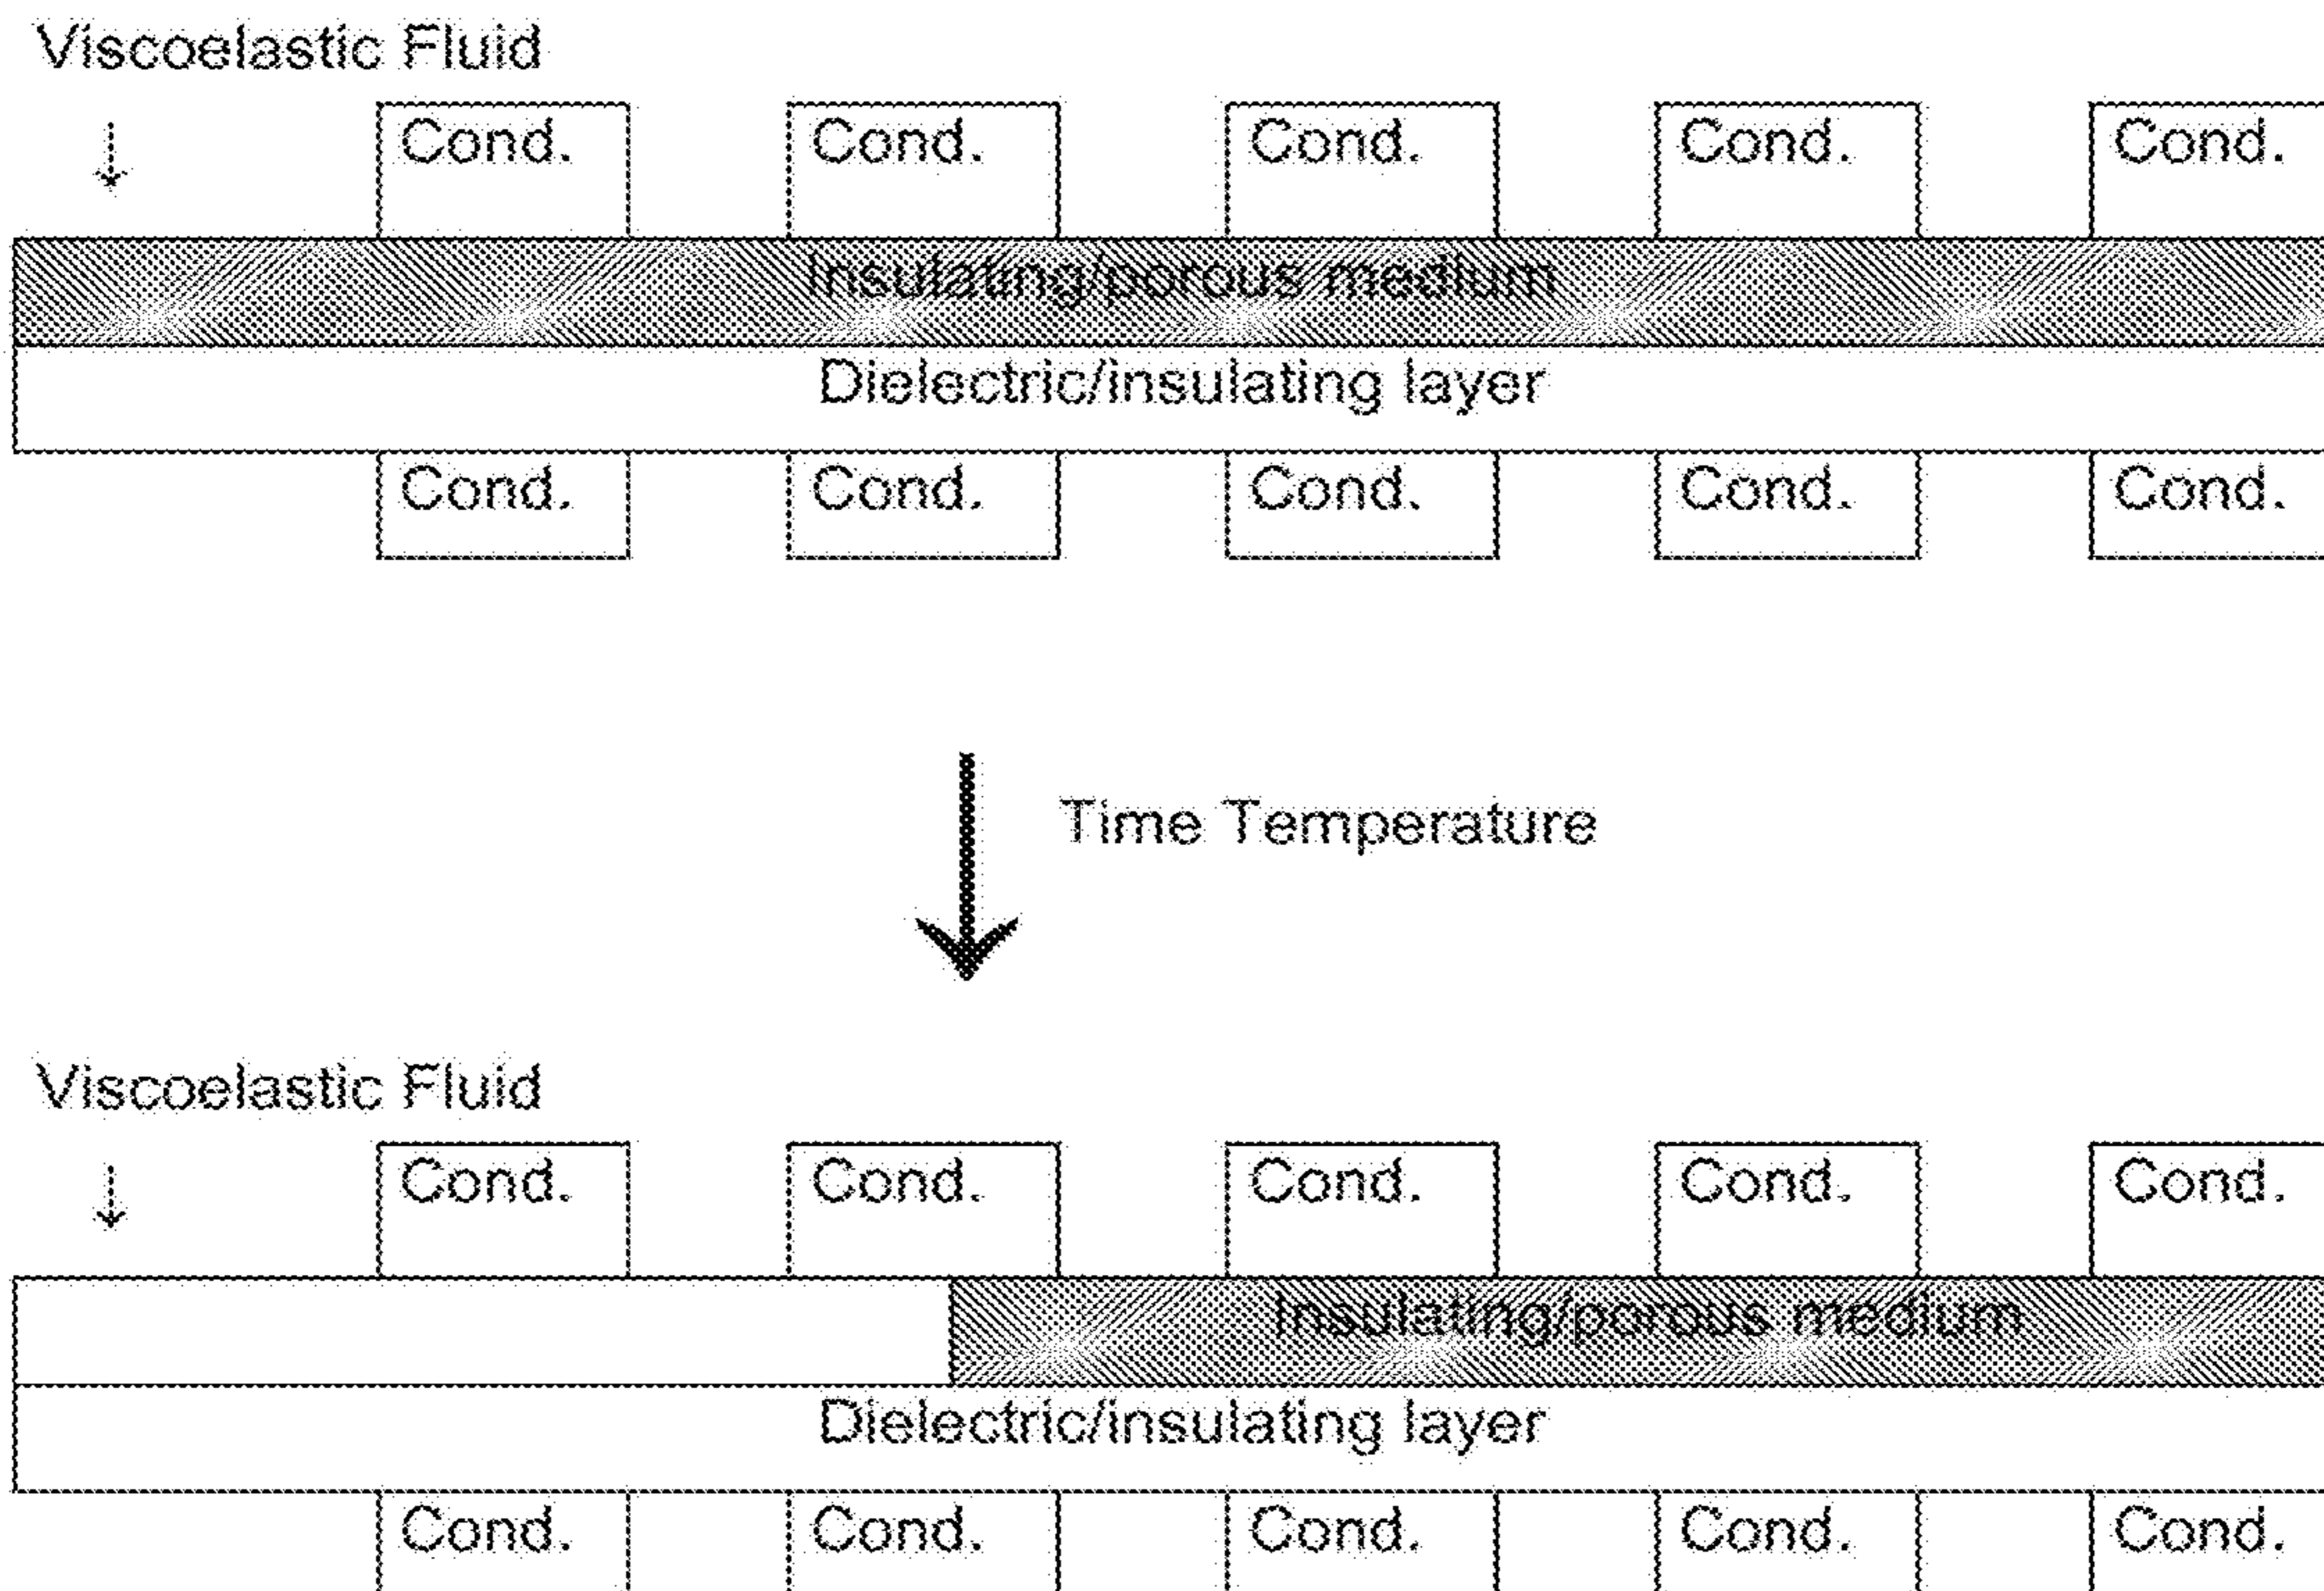 Viscoelastic Fluid
Cond. Cond. Cond. Cond. Cond.
Insulating/porous medium
Dielectric/insulating layer
Cond. Cond. Cond. Cond. Cond.
Time Temperature
Viscoelastic Fluid
Cond. Cond. Cond. Cond. Cond.
Insulating/porous medium
Dielectric/insulating layer
Cond. Cond. Cond. Cond. Cond.